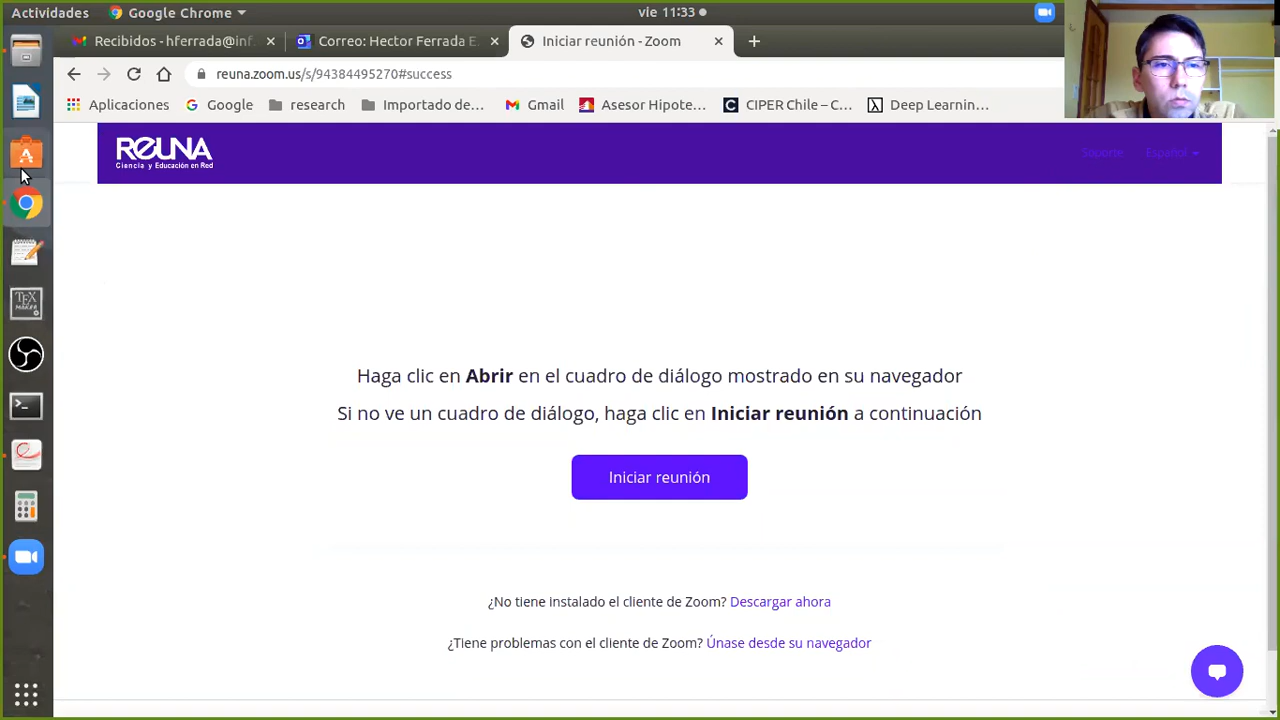 Actividades
Google Chrome
vie 11:33
Recibidos - hferrada@inf
Correo: Hector Ferrada E
Iniciar reunión - Zoom
reuna.zoom.us/s/94384495270#success
Aplicaciones
Google
research
Importado de...
Gmail
Asesor Hipote...
CIPER Chile – C...
Deep Learnin...
REUNA
Ciencia y Educación en Red
Soporte
Español
Haga clic en Abrir en el cuadro de diálogo mostrado en su navegador
Si no ve un cuadro de diálogo, haga clic en Iniciar reunión a continuación
Iniciar reunión
¿No tiene instalado el cliente de Zoom? Descargar ahora
¿Tiene problemas con el cliente de Zoom? Únase desde su navegador